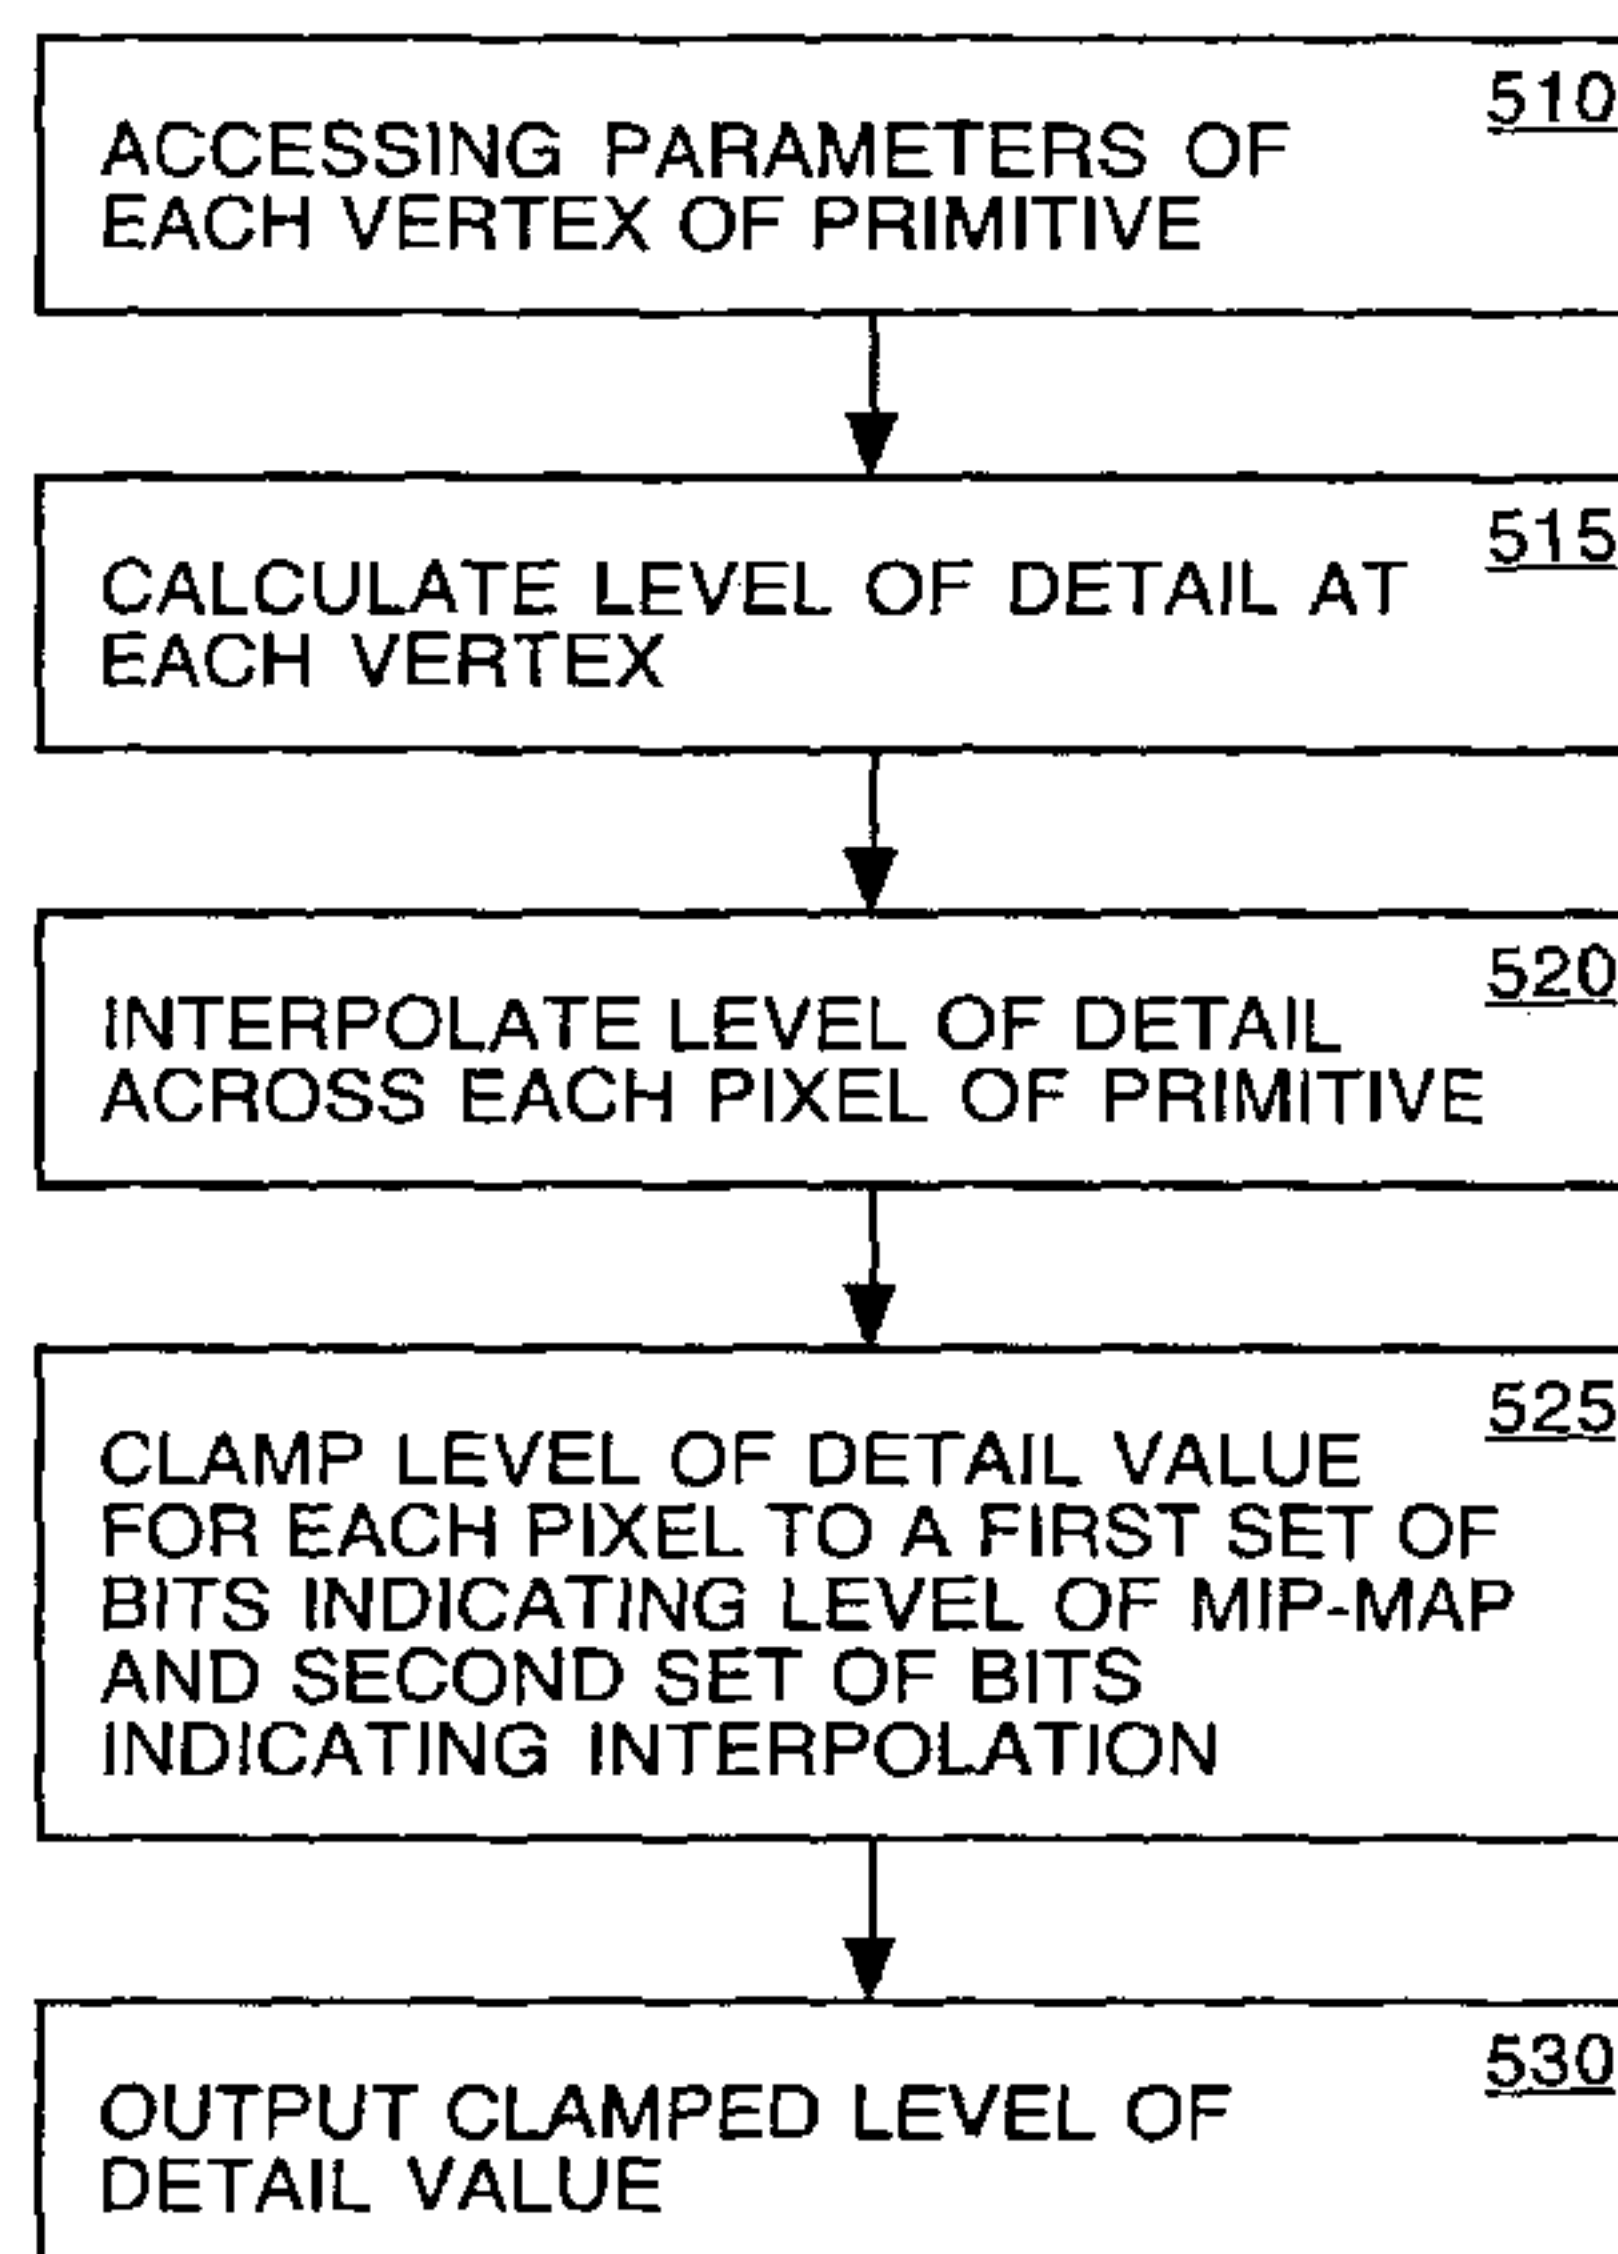 510
ACCESSING PARAMETERS OF
EACH VERTEX OF PRIMITIVE
515
CALCULATE LEVEL OF DETAIL AT
EACH VERTEX
520
INTERPOLATE LEVEL OF DETAIL
ACROSS EACH PIXEL OF PRIMITIVE
525
CLAMP LEVEL OF DETAIL VALUE
FOR EACH PIXEL TO A FIRST SET OF
BITS INDICATING LEVEL OF MIP-MAP
AND SECOND SET OF BITS
INDICATING INTERPOLATION
530
OUTPUT CLAMPED LEVEL OF
DETAIL VALUE